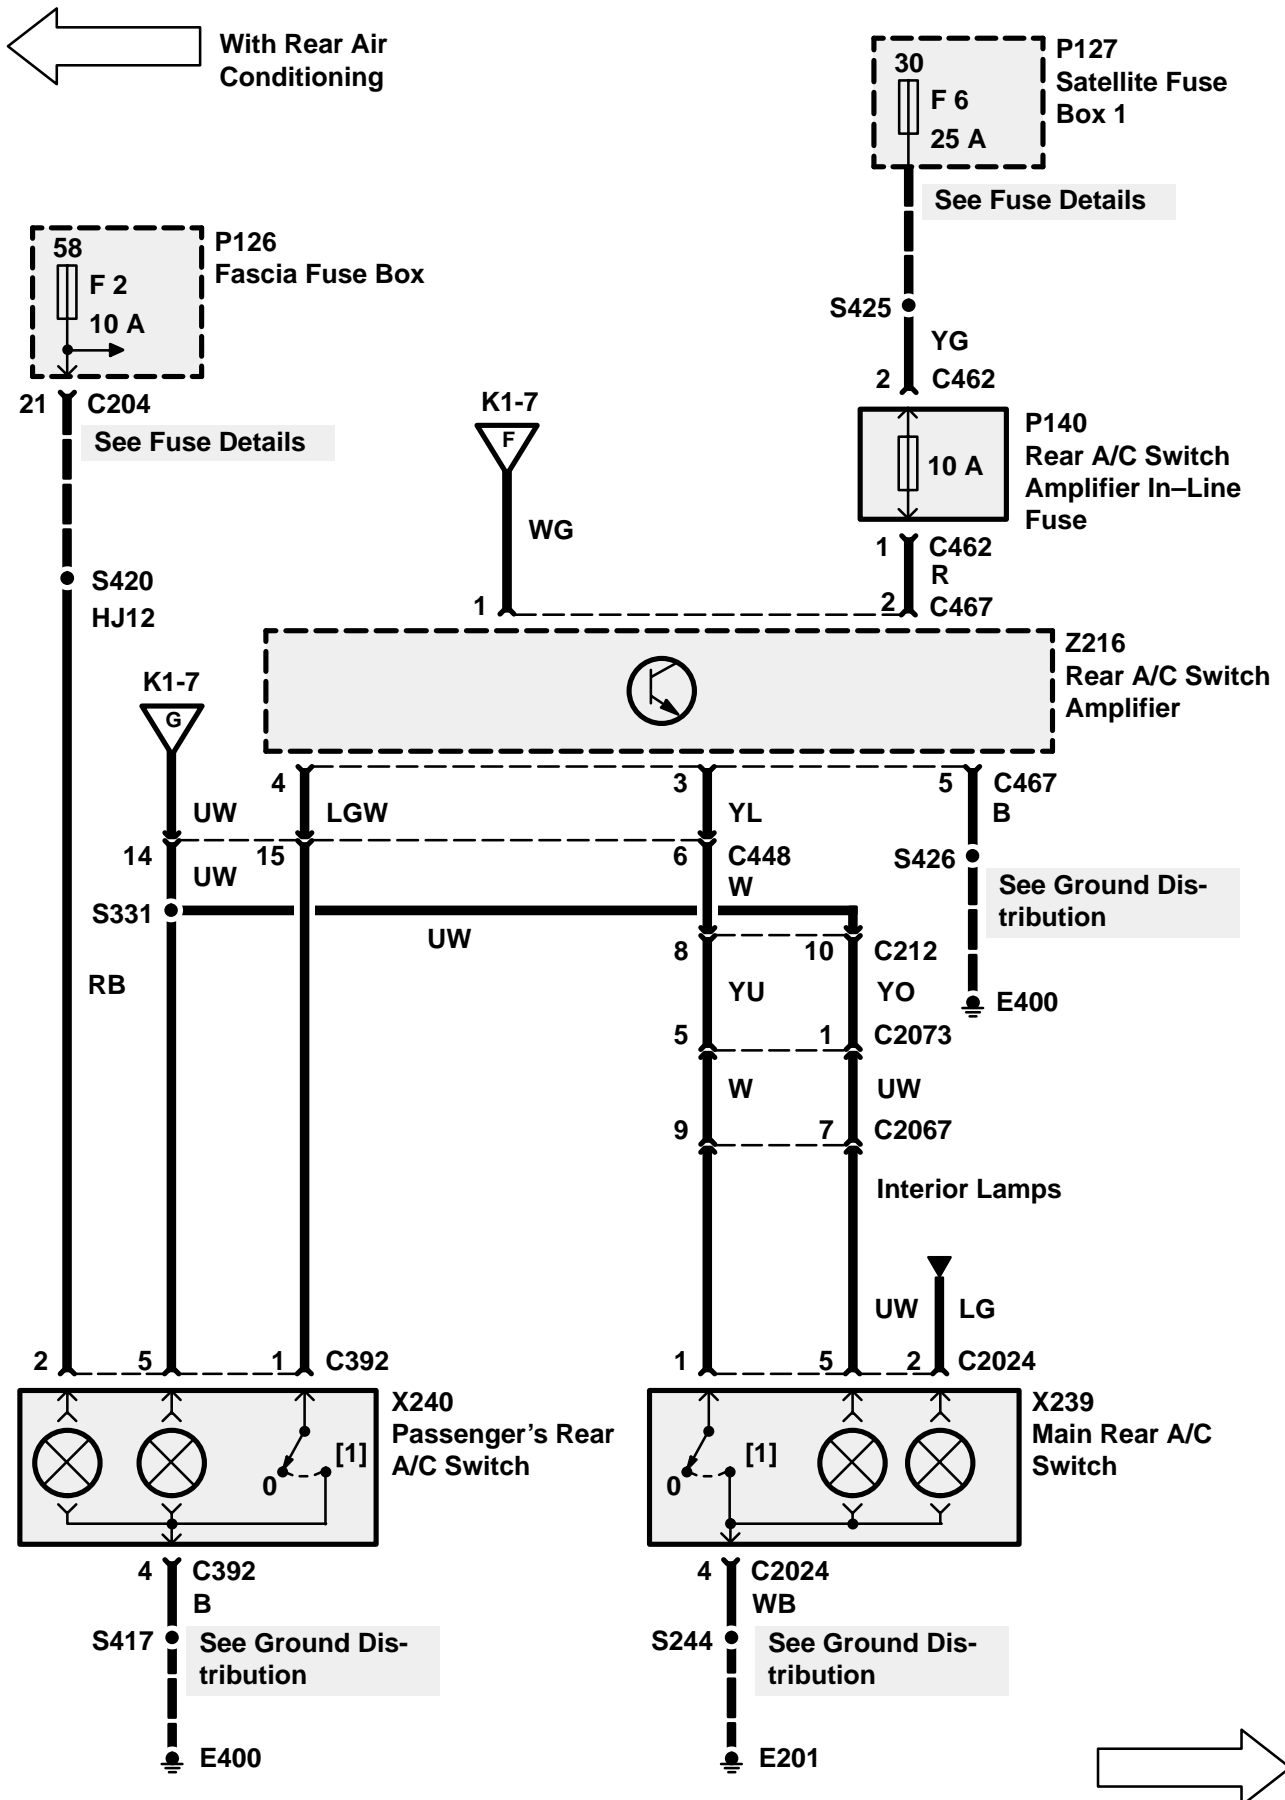 With Rear Air
Conditioning
30
F 6
25 A
P127
Satellite Fuse
Box 1
See Fuse Details
58
F 2
10 A
P126
Fascia Fuse Box
S425
YG
2
C462
21
C204
See Fuse Details
K1-7
F
WG
10 A
P140
Rear A/C Switch
Amplifier In–Line
Fuse
1
C462
R
S420
HJ12
1
2
C467
Z216
Rear A/C Switch
Amplifier
K1-7
G
4
3
5
C467
B
UW
LGW
YL
14
15
6
C448
S426
UW
W
See Ground Dis-
tribution
S331
UW
8
10
C212
RB
YU
YO
E400
5
1
C2073
W
UW
9
7
C2067
Interior Lamps
UW
LG
2
5
1
C392
1
5
2
C2024
X240
Passenger's Rear
A/C Switch
[1]
0
X239
Main Rear A/C
Switch
[1]
0
4
C392
B
4
C2024
WB
S417
See Ground Dis-
tribution
S244
See Ground Dis-
tribution
E400
E201